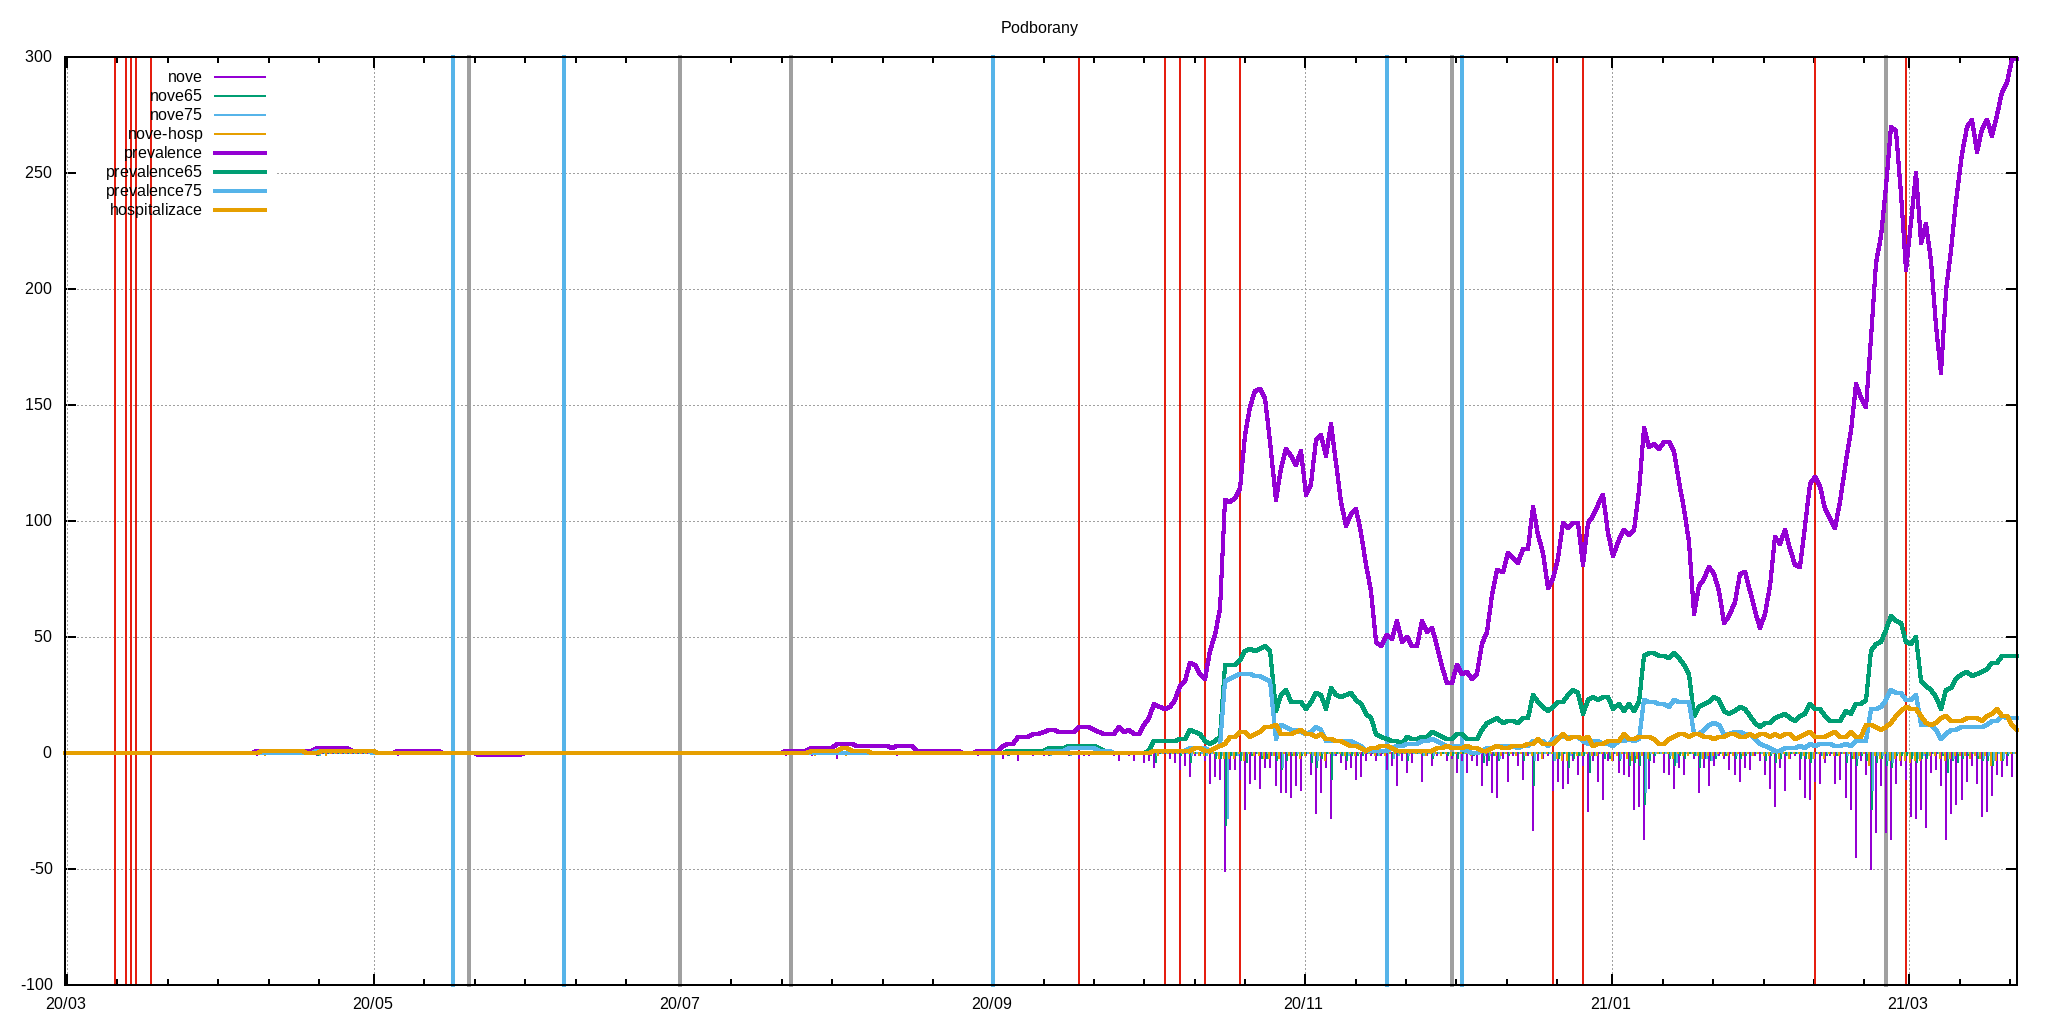 Podborany
300
nove
nove65
nove75
nove-hosp
prevalence
prevalence65
prevalence75
hospitalizace
250
200
150
100
50
0
-50
-100
20/03 20/05 20/07 20/09 20/11 21/01 21/03